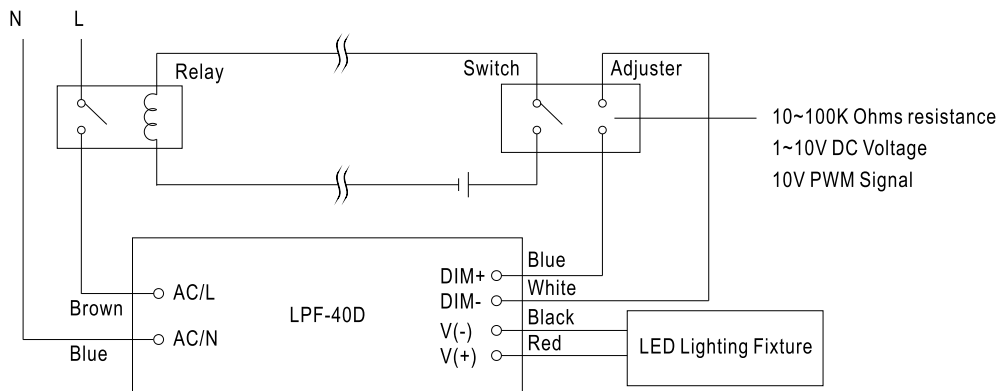 N
L
Relay
Switch
Adjuster
10~100K Ohms resistance
1~10V DC Voltage
10V PWM Signal
Brown
Blue
AC/L
AC/N
LPF-40D
DIM+
DIM-
V(-)
V(+)
Blue
White
Black
Red
LED Lighting Fixture